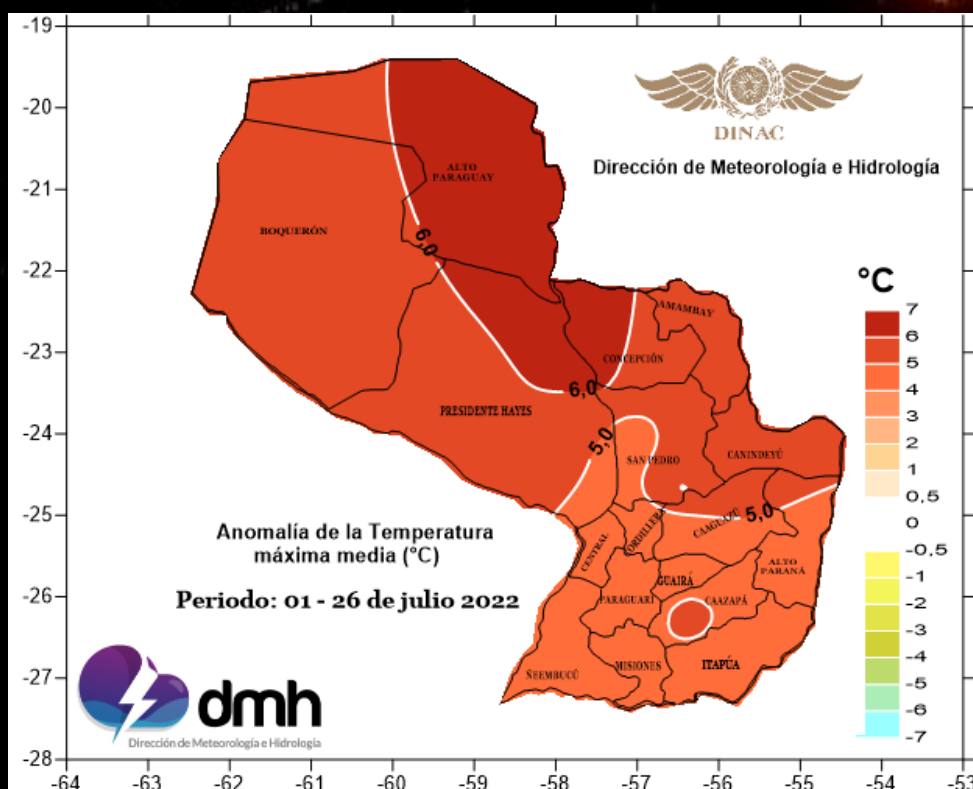 DINAC
Dirección de Meteorología e Hidrología
-19
-20
-21
-22
-23
-24
-25
-26
-27
-28
ALTO
PARAGUAY
BOQUERÓN
6,0
AMAMBAY
CONCEPCIÓN
6,0
PRESIDENTE HAYES
5,0
SAN PEDRO
CANINDEYÚ
5,0
CAAGUAZÚ
ORDILLERA
CENTRAL
ALTO
PARANÁ
GUAIRÁ
PARAGUARI
CAAZAPÁ
MISIONES
ITAPÚA
ÑEEMBUCÚ
°C
7
6
5
4
3
2
1
0,5
0
-0,5
-1
-2
-3
-4
-5
-6
-7
Anomalía de la Temperatura
máxima media (°C)
Periodo: 01 - 26 de julio 2022
dmh
Dirección de Meteorología e Hidrología
-64 -63 -62 -61 -60 -59 -58 -57 -56 -55 -54 -53